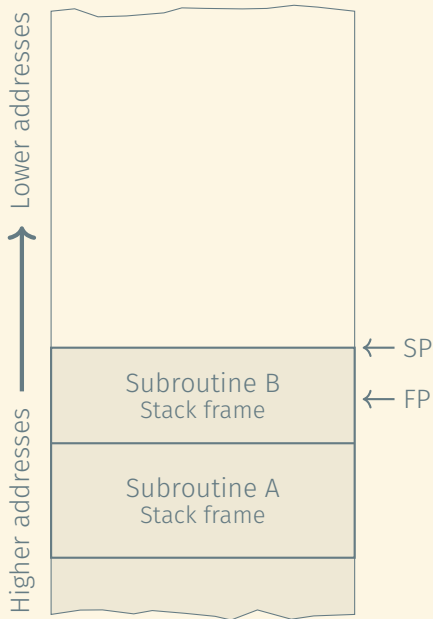 Lower addresses
Higher addresses
SP
Subroutine B
Stack frame
FP
Subroutine A
Stack frame